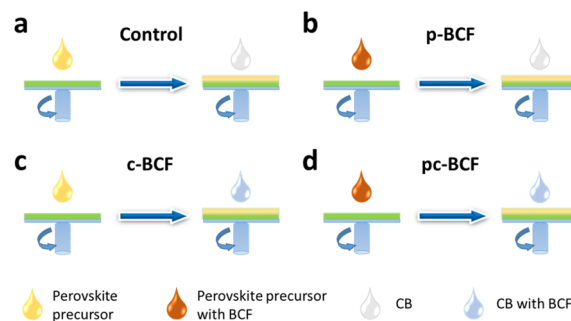 a
Control
b
p-BCF
c
c-BCF
d
pc-BCF
Perovskite
precursor
Perovskite precursor
with BCF
CB
CB with BCF